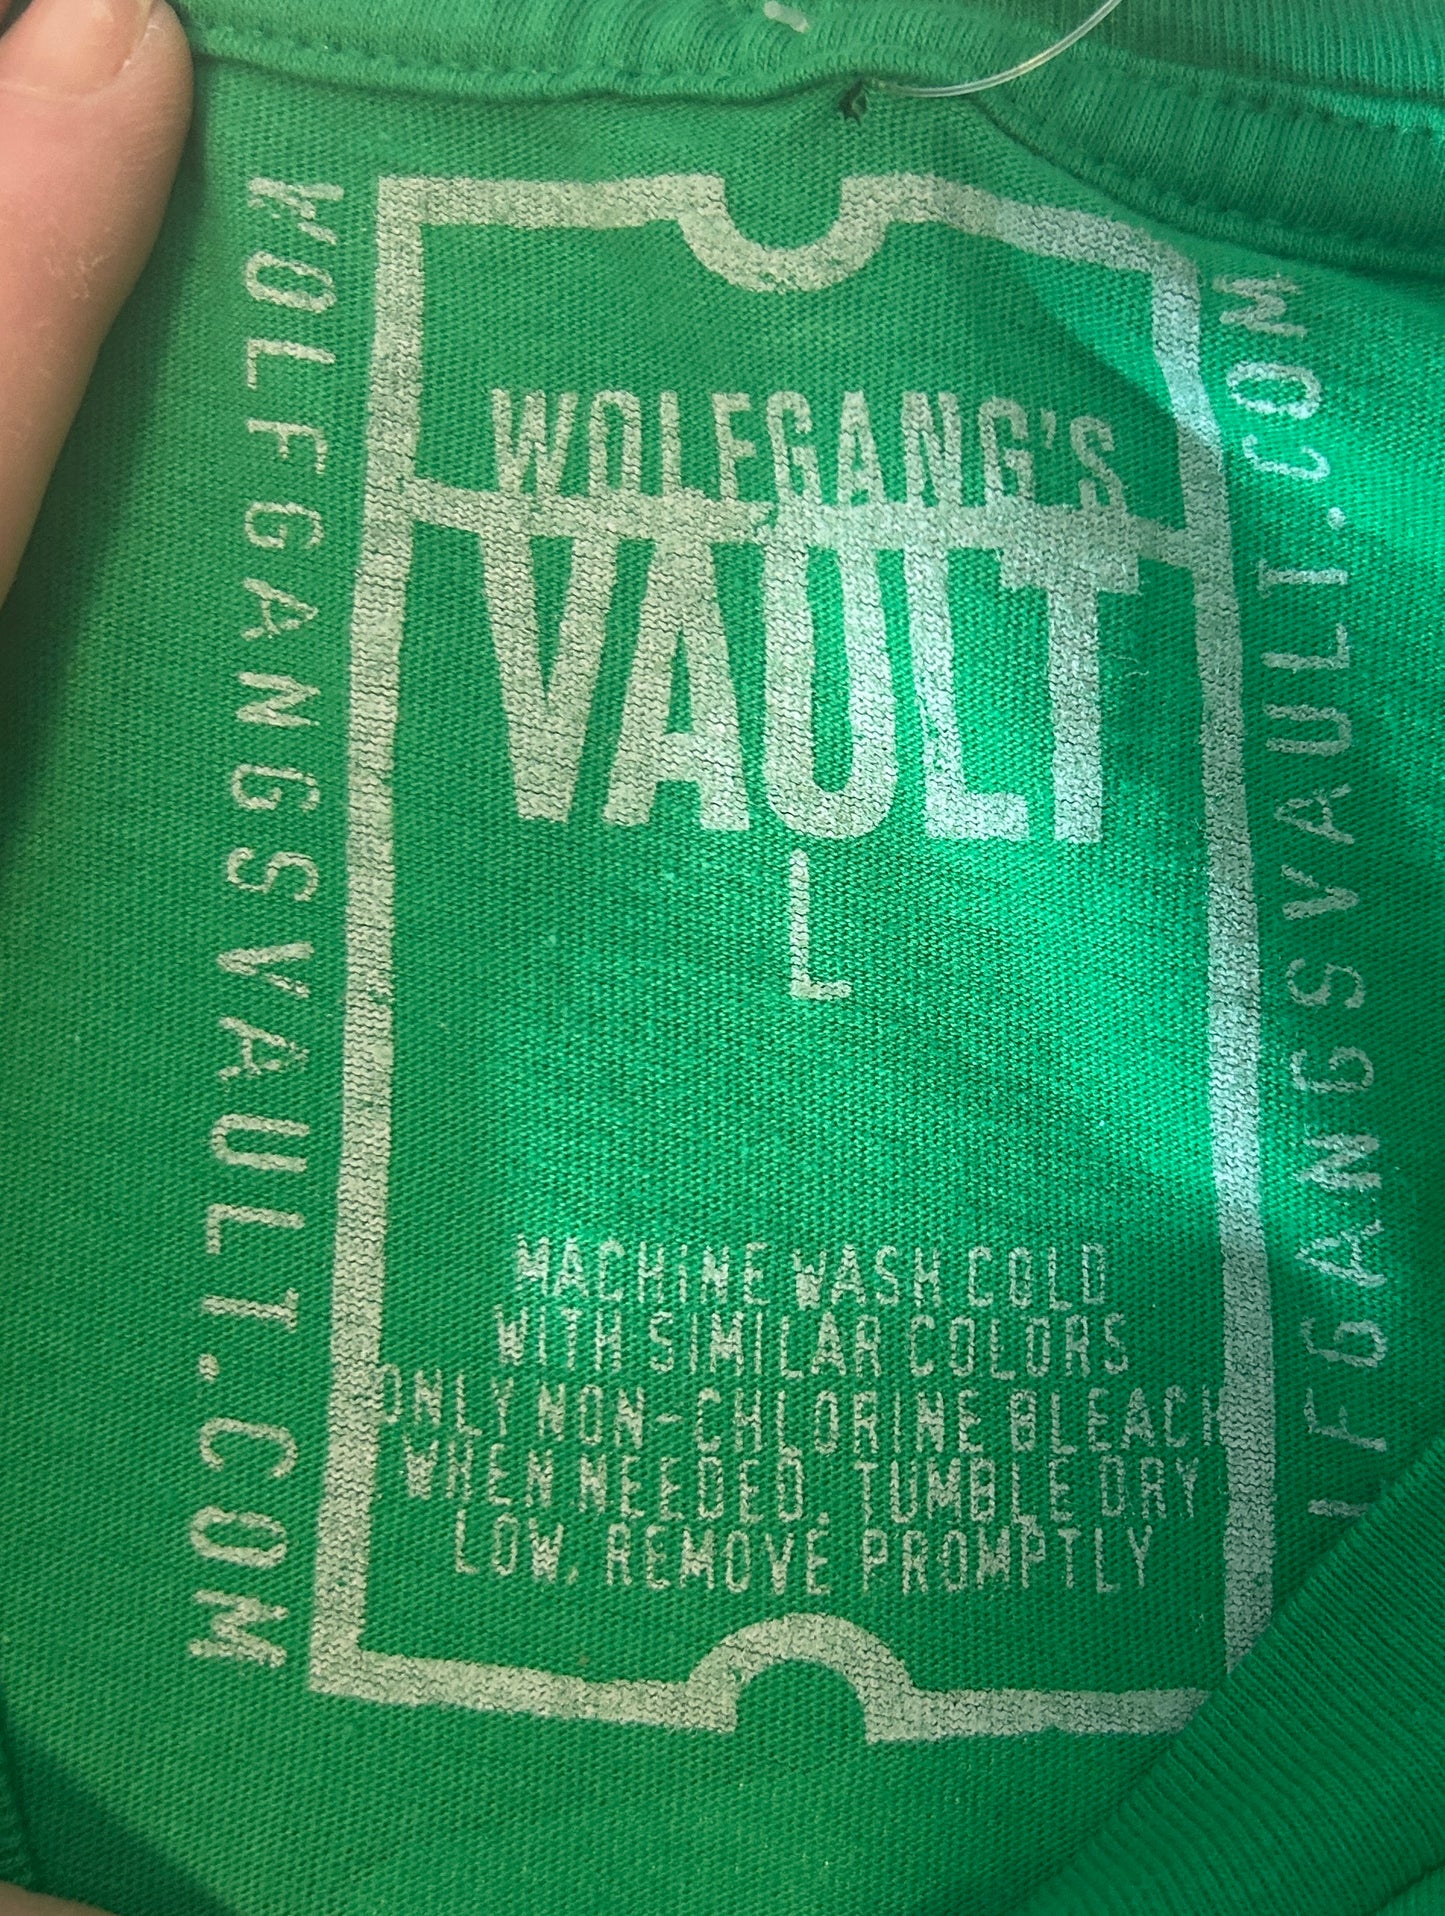 WOLFGANG'S
VAULT
L
MACHINE WASH COLD
WITH SIMILAR COLORS
ONLY NON-CHLORINE BLEACH
WHEN NEEDED. TUMBLE DRY
LOW. REMOVE PROMPTLY
WOLFGANGSVAULT.COM
LFGANGSVAULT.COM